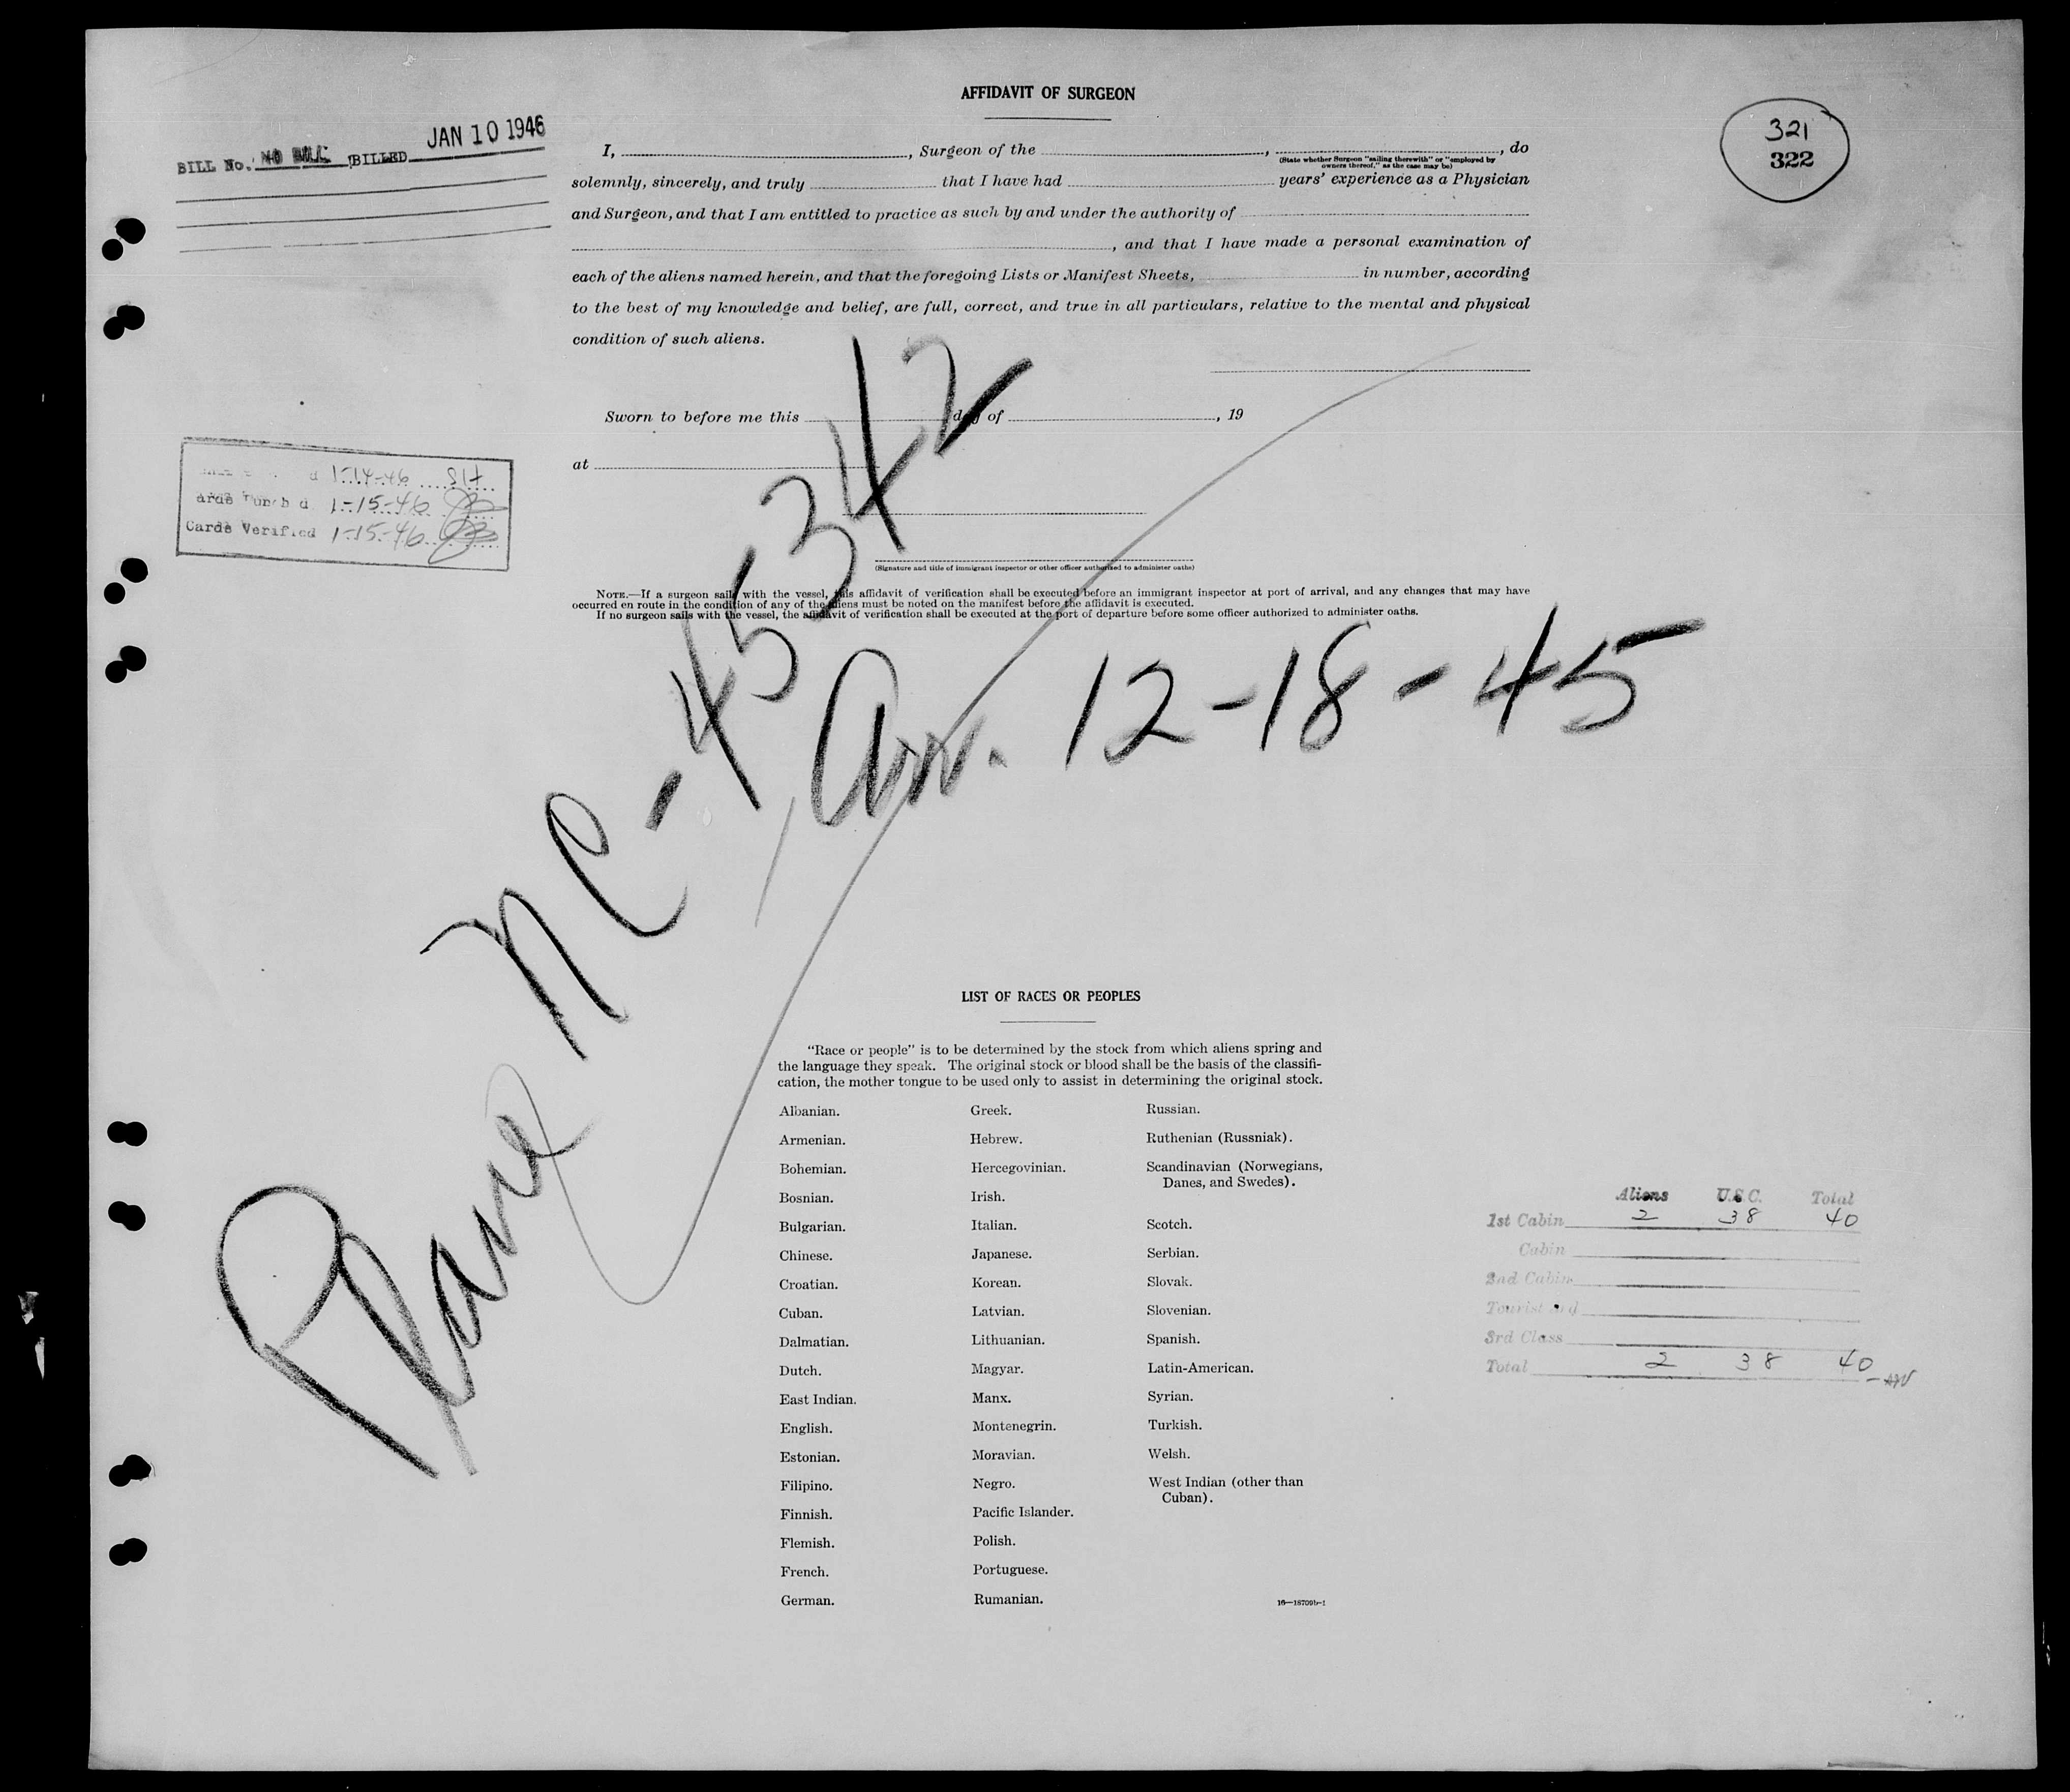 AFFIDAVIT OF SURGEON
321
322
BILL No. NO BILL BILLED JAN 10 1946
I, , Surgeon of the , , do
(State whether Surgeon "sailing therewith" or "employed by
owners thereof," as the case may be)
solemnly, sincerely, and truly that I have had years' experience as a Physician
and Surgeon, and that I am entitled to practice as such by and under the authority of
, and that I have made a personal examination of
each of the aliens named herein, and that the foregoing Lists or Manifest Sheets, in number, according
to the best of my knowledge and belief, are full, correct, and true in all particulars, relative to the mental and physical
condition of such aliens.
Sworn to before me this day of , 19
at
1-14-46 SH
1-15-46
Cards Verified 1-15-46
(Signature and title of immigrant inspector or other officer authorized to administer oaths)
NOTE.—If a surgeon sails with the vessel, this affidavit of verification shall be executed before an immigrant inspector at port of arrival, and any changes that may have
occurred en route in the condition of any of the aliens must be noted on the manifest before the affidavit is executed.
If no surgeon sails with the vessel, the affidavit of verification shall be executed at the port of departure before some officer authorized to administer oaths.
Plane NC-45342
Arr. 12-18-45
LIST OF RACES OR PEOPLES
"Race or people" is to be determined by the stock from which aliens spring and
the language they speak. The original stock or blood shall be the basis of the classifi-
cation, the mother tongue to be used only to assist in determining the original stock.
Albanian.
Armenian.
Bohemian.
Bosnian.
Bulgarian.
Chinese.
Croatian.
Cuban.
Dalmatian.
Dutch.
East Indian.
English.
Estonian.
Filipino.
Finnish.
Flemish.
French.
German.
Greek.
Hebrew.
Hercegovinian.
Irish.
Italian.
Japanese.
Korean.
Latvian.
Lithuanian.
Magyar.
Manx.
Montenegrin.
Moravian.
Negro.
Pacific Islander.
Polish.
Portuguese.
Rumanian.
Russian.
Ruthenian (Russniak).
Scandinavian (Norwegians,
Danes, and Swedes).
Scotch.
Serbian.
Slovak.
Slovenian.
Spanish.
Latin-American.
Syrian.
Turkish.
Welsh.
West Indian (other than
Cuban).
16—18709b-1
Aliens U.S.C. Total
1st Cabin 2 38 40
Cabin
2nd Cabin
Tourist 3rd
3rd Class
Total 2 38 40